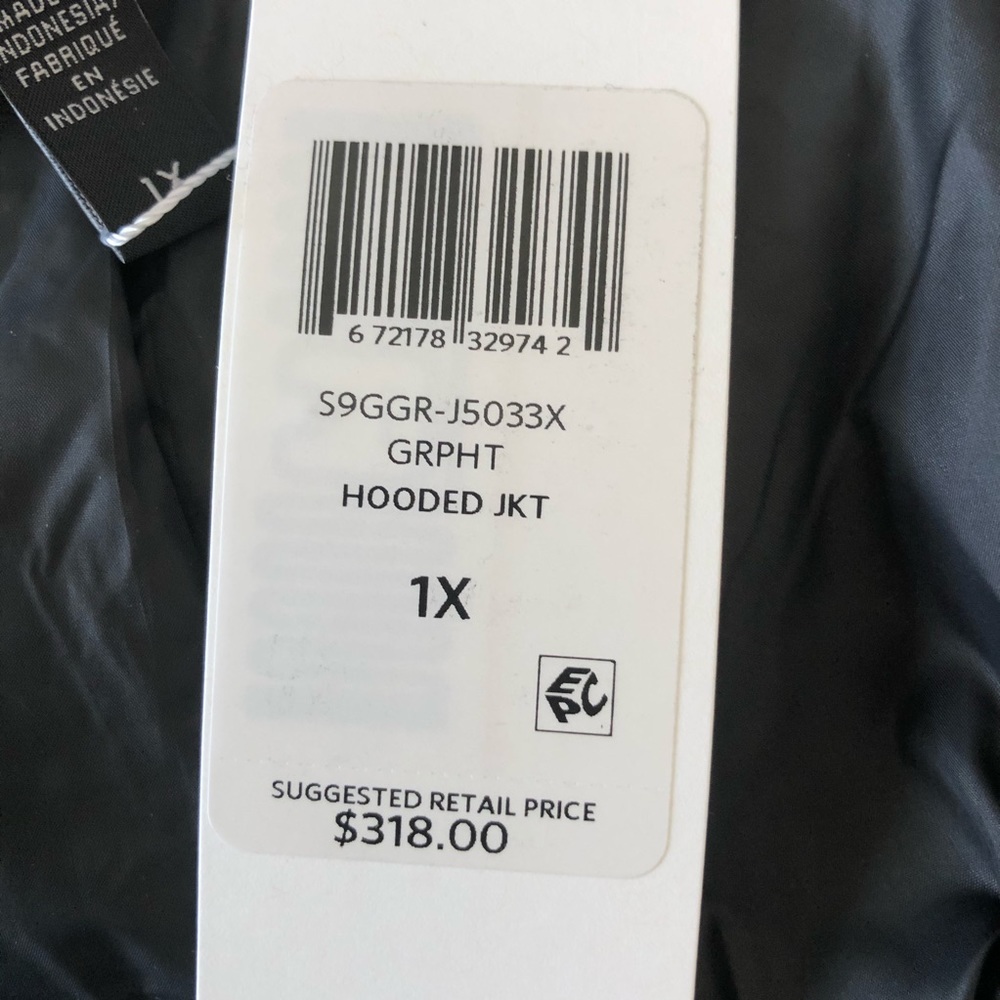 MADE
INDONESIA/
FABRIQUÉ
EN
INDONÉSIE
1X
6 72178 32974 2
S9GGR-J5033X
GRPHT
HOODED JKT
1X
EPC
SUGGESTED RETAIL PRICE
$318.00